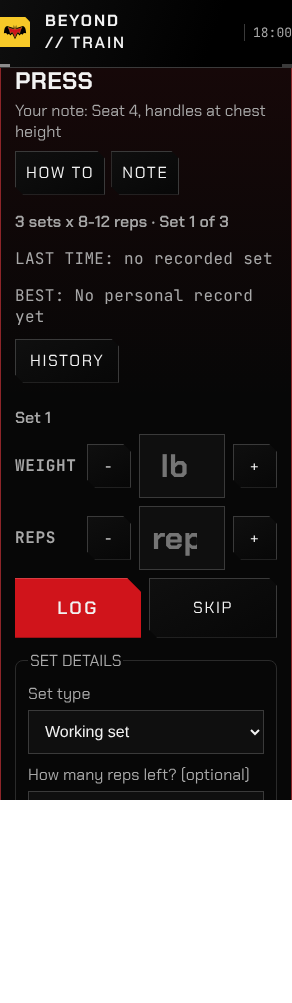 BEYOND
// TRAIN
18:00
PRESS
Your note: Seat 4, handles at chest
height
HOW TO
NOTE
3 sets x 8-12 reps · Set 1 of 3
LAST TIME: no recorded set
BEST: No personal record
yet
HISTORY
Set 1
WEIGHT - lb +
REPS - rep +
LOG
SKIP
SET DETAILS
Set type
Working set
How many reps left? (optional)